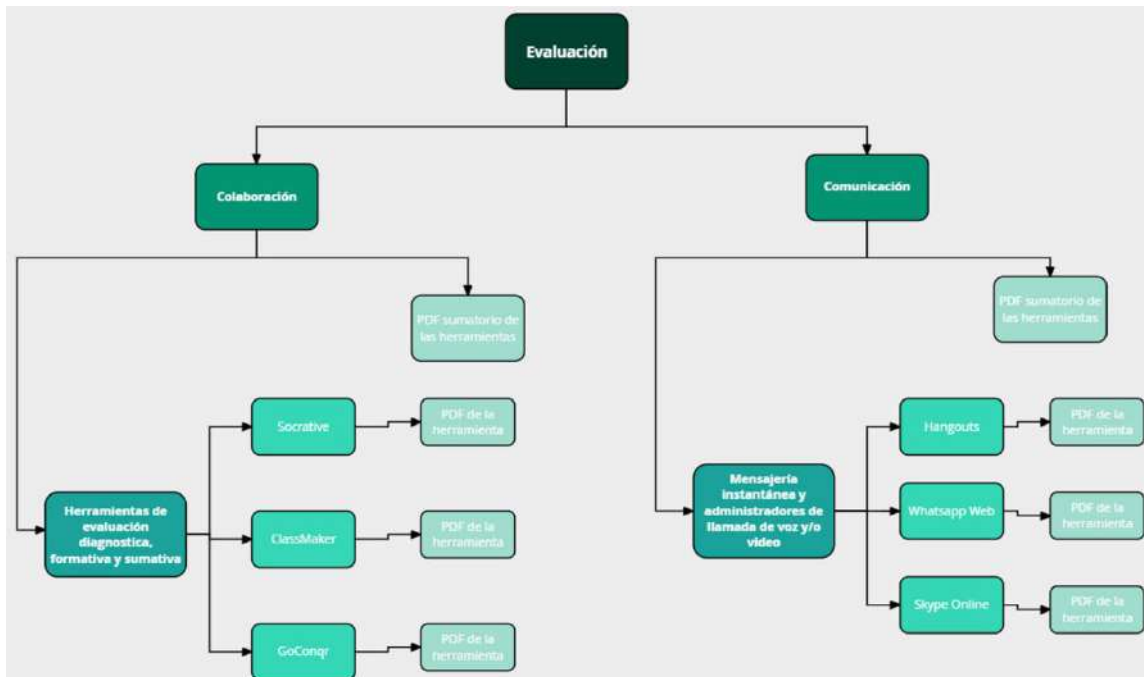 Evaluación
Colaboración
Comunicación
PDF sumatorio de
las herramientas
PDF sumatorio de
las herramientas
Herramientas de
evaluación
diagnostica,
formativa y sumativa
Socrative
PDF de la
herramienta
ClassMaker
PDF de la
herramienta
GoConqr
PDF de la
herramienta
Mensajería
instantánea y
administradores de
llamada de voz y/o
video
Hangouts
PDF de la
herramienta
Whatsapp Web
PDF de la
herramienta
Skype Online
PDF de la
herramienta